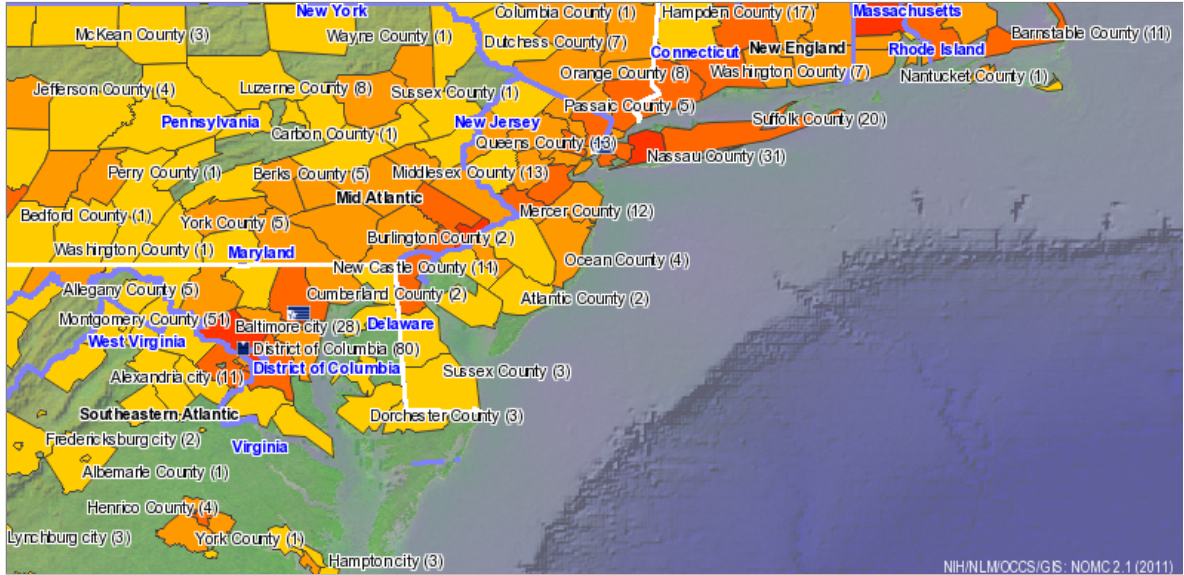 New York
Columbia County (1)
Hampden County (17)
Massachusetts
McKean County (3)
Wayne County (1)
Dutchess County (7)
Connecticut
New England
Rhode Island
Barnstable County (11)
Jefferson County (4)
Luzerne County (8)
Sussex County (1)
Orange County (8)
Washington County (7)
Nantucket County (1)
Passaic County (5)
Pennsylvania
Carbon County (1)
New Jersey
Suffolk County (20)
Queens County (13)
Nassau County (31)
Perry County (1)
Berks County (5)
Middlesex County (13)
Mid Atlantic
Bedford County (1)
York County (5)
Mercer County (12)
Washington County (1)
Maryland
Burlington County (2)
New Castle County (11)
Ocean County (4)
Allegany County (5)
Cumberland County (2)
Atlantic County (2)
Montgomery County (51)
Baltimore city (28)
Delaware
West Virginia
District of Columbia (80)
Alexandria city (11)
District of Columbia
Sussex County (3)
Southeastern Atlantic
Dorchester County (3)
Fredericksburg city (2)
Virginia
Albemarle County (1)
Henrico County (4)
Lynchburg city (3)
York County (1)
Hampton city (3)
NIH/NLM/OCCS/GIS: NOMC 2.1 (2011)